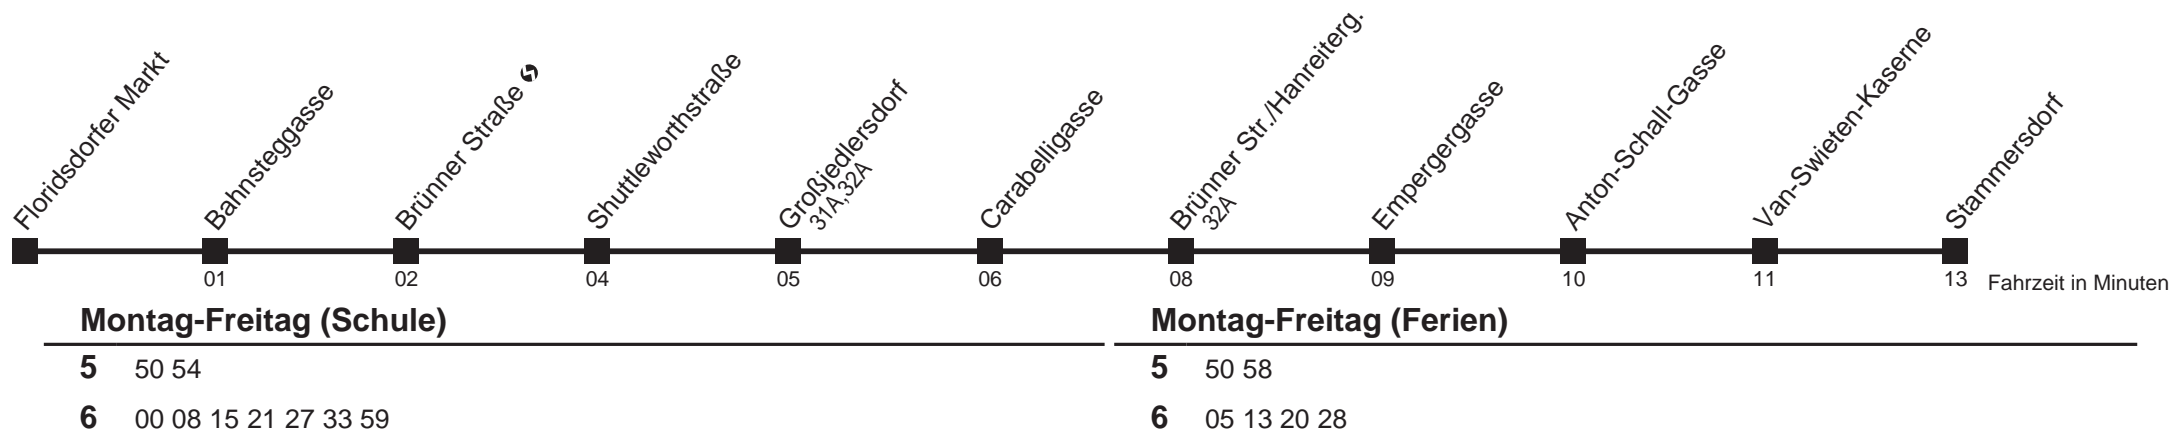 Floridsdorfer Markt
Bahnsteggasse
Brünner Straße
Shuttleworthstraße
Großjedlersdorf
31A,32A
Carabelligasse
Brünner Str./Hanreiterg.
32A
Empergergasse
Anton-Schall-Gasse
Van-Swieten-Kaserne
Stammersdorf
01 02 04 05 06 08 09 10 11 13 Fahrzeit in Minuten
Montag-Freitag (Schule)
5 50 54
6 00 08 15 21 27 33 59
Montag-Freitag (Ferien)
5 50 58
6 05 13 20 28